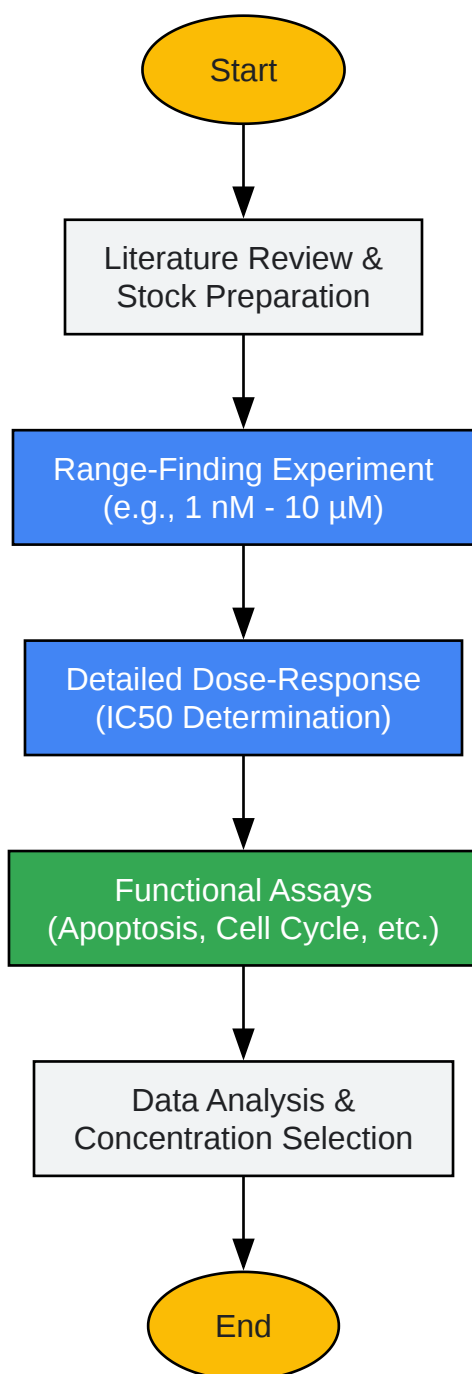 Start
Literature Review &
Stock Preparation
Range-Finding Experiment
(e.g., 1 nM - 10 µM)
Detailed Dose-Response
(IC50 Determination)
Functional Assays
(Apoptosis, Cell Cycle, etc.)
Data Analysis &
Concentration Selection
End